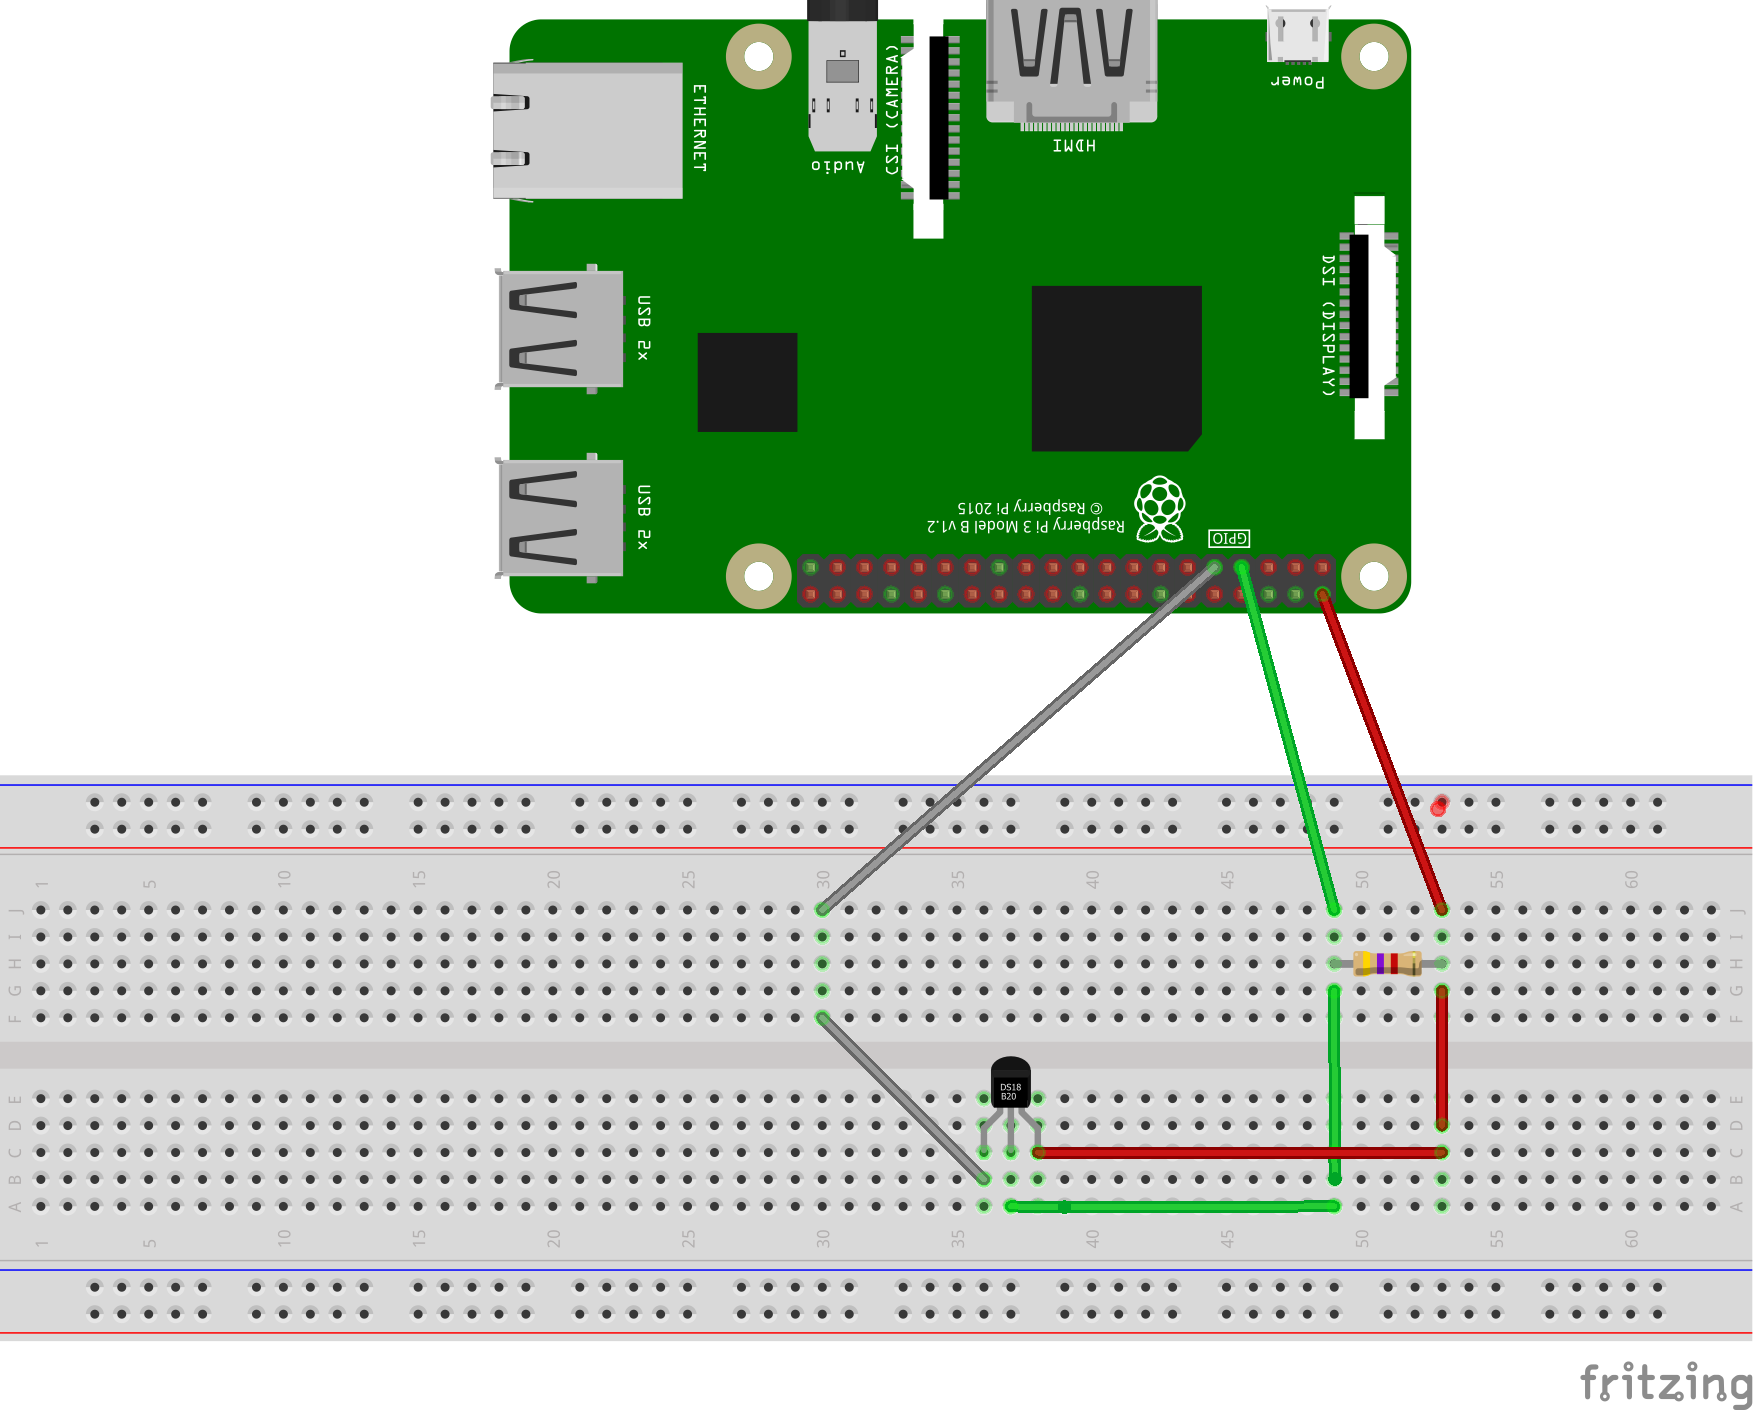 Power
ETHERNET
CSI (CAMERA)
HDMI
Audio
DSI (DISPLAY)
USB 2x
USB 2x
Raspberry Pi 3 Model B v1.2
© Raspberry Pi 2015
GPIO
1 5 10 15 20 25 30 35 40 45 50 55 60
J J
I I
H H
G G
F F
DS18
B20
E E
D D
C C
B B
A A
1 5 10 15 20 25 30 35 40 45 50 55 60
fritzing